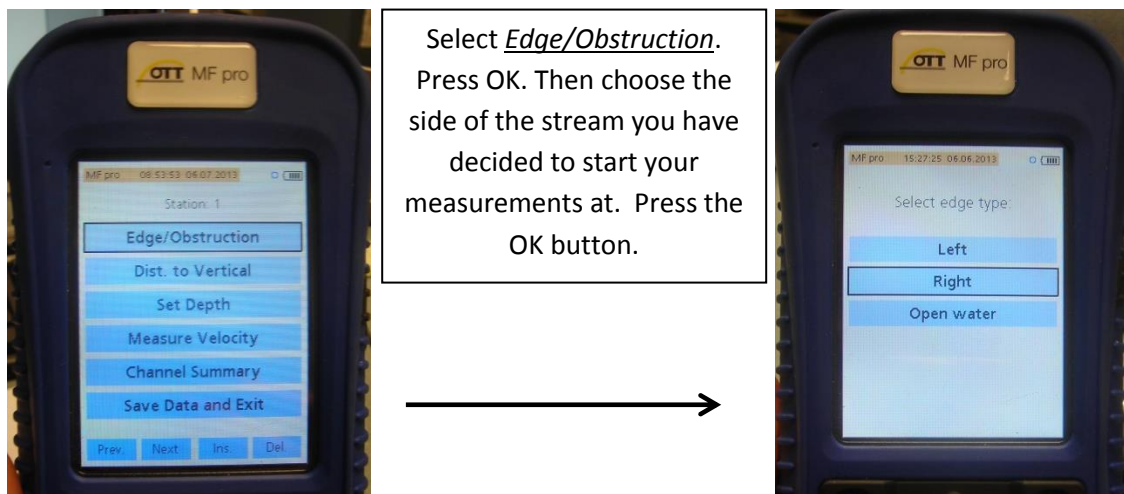 OTT MF pro
MF pro 08:53:53 06.07.2013
Station: 1
Edge/Obstruction
Dist. to Vertical
Set Depth
Measure Velocity
Channel Summary
Save Data and Exit
Prev. Next Ins. Del.
Select Edge/Obstruction.
Press OK. Then choose the
side of the stream you have
decided to start your
measurements at. Press the
OK button.
OTT MF pro
MF pro 15:27:25 06.06.2013
Select edge type:
Left
Right
Open water